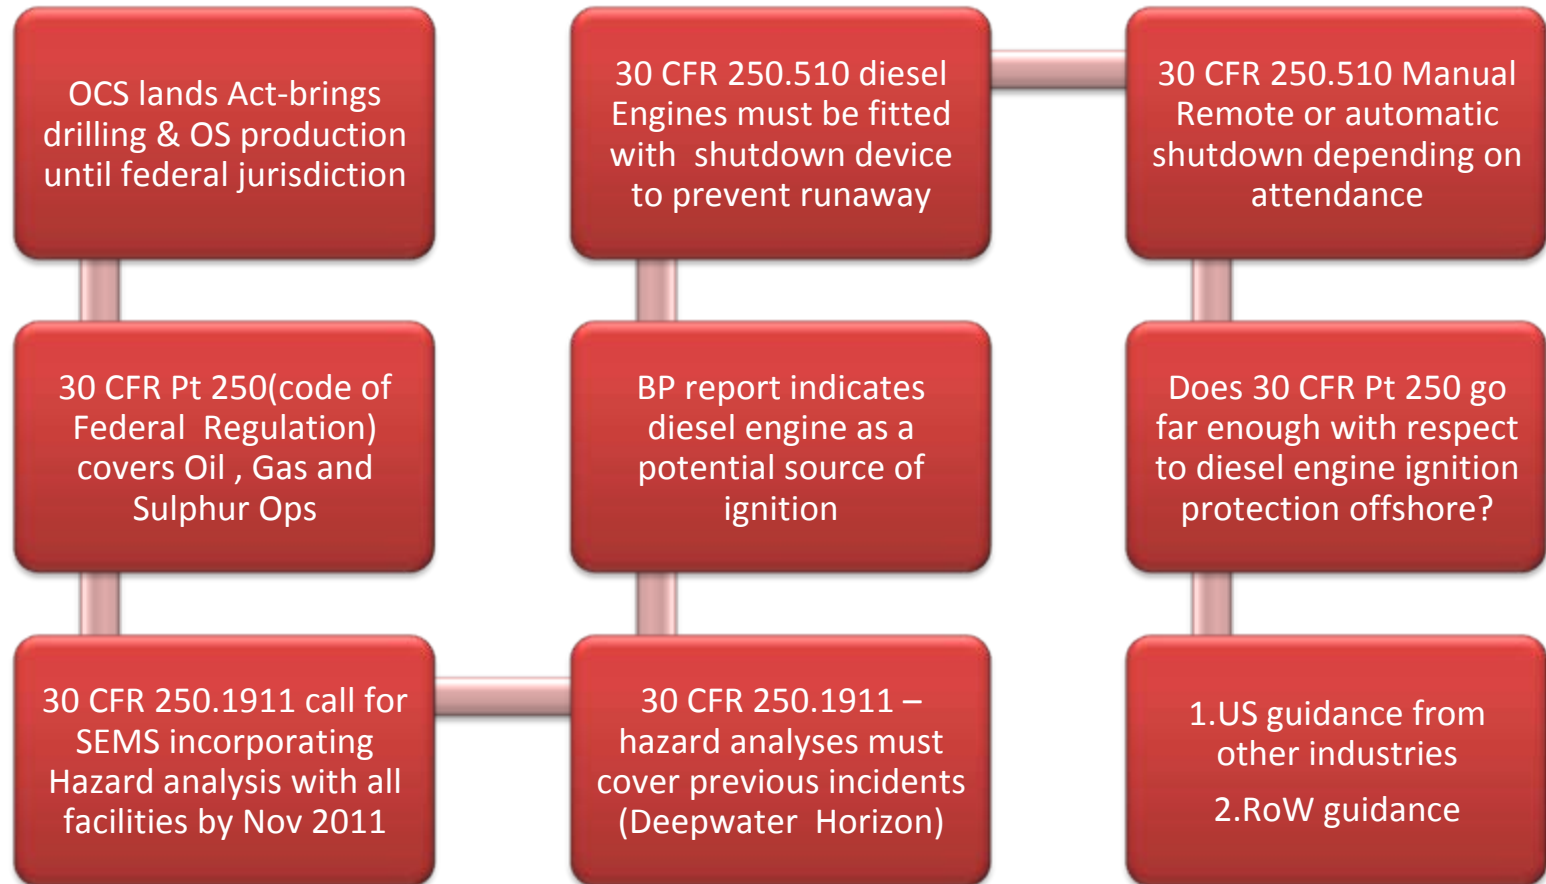 OCS lands Act-brings
drilling & OS production
until federal jurisdiction
30 CFR Pt 250(code of
Federal Regulation)
covers Oil , Gas and
Sulphur Ops
30 CFR 250.1911 call for
SEMS incorporating
Hazard analysis with all
facilities by Nov 2011
30 CFR 250.1911 –
hazard analyses must
cover previous incidents
(Deepwater Horizon)
BP report indicates
diesel engine as a
potential source of
ignition
30 CFR 250.510 diesel
Engines must be fitted
with shutdown device
to prevent runaway
30 CFR 250.510 Manual
Remote or automatic
shutdown depending on
attendance
Does 30 CFR Pt 250 go
far enough with respect
to diesel engine ignition
protection offshore?
1.US guidance from
other industries
2.RoW guidance